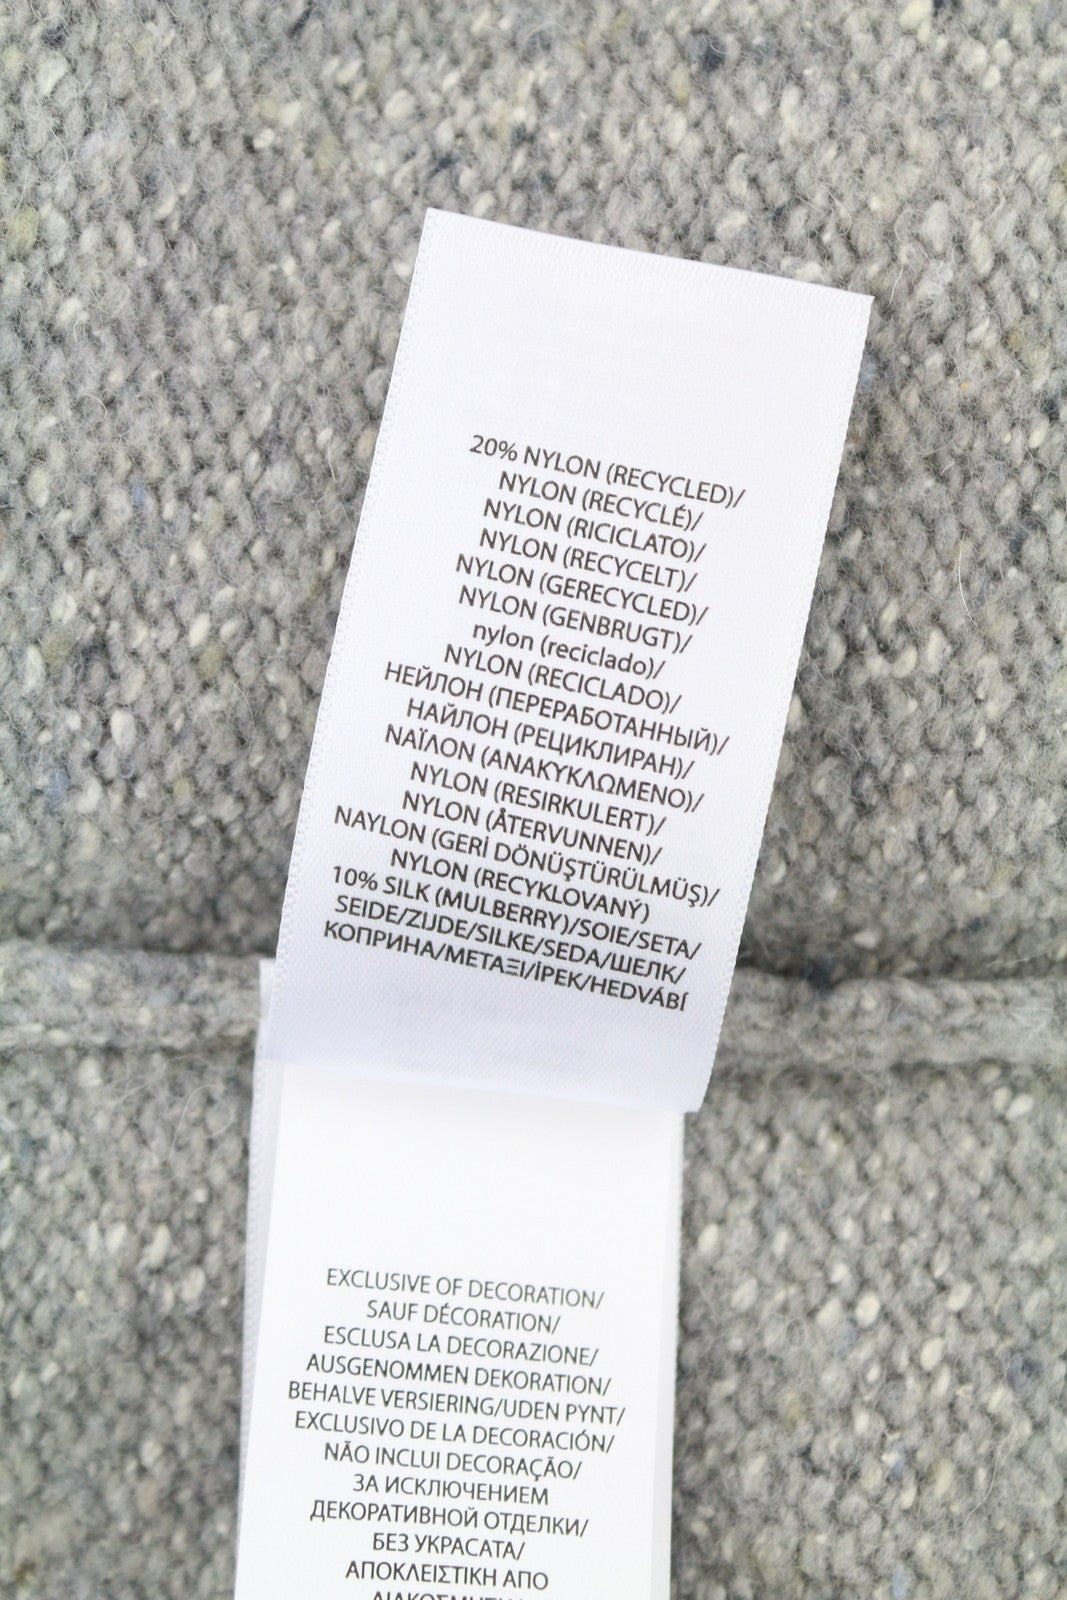 20% NYLON (RECYCLED)/
NYLON (RECYCLÉ)/
NYLON (RICICLATO)/
NYLON (RECYCELT)/
NYLON (GERECYCLED)/
NYLON (GENBRUGT)/
nylon (reciclado)/
NYLON (RECICLADO)/
НЕЙЛОН (ПЕРЕРАБОТАННЫЙ)/
НАЙЛОН (РЕЦИКЛИРАН)/
ΝΑΪΛΟΝ (ΑΝΑΚΥΚΛΩΜΕΝΟ)/
NYLON (RESIRKULERT)/
NYLON (ÅTERVUNNEN)/
NAYLON (GERİ DÖNÜŞTÜRÜLMÜŞ)/
NYLON (RECYKLOVANÝ)
10% SILK (MULBERRY)/SOIE/SETA/
SEIDE/ZIJDE/SILKE/SEDA/ШЕЛК/
КОПРИНА/ΜΕΤΑΞΙ/İPEK/HEDVÁBÍ
EXCLUSIVE OF DECORATION/
SAUF DÉCORATION/
ESCLUSA LA DECORAZIONE/
AUSGENOMMEN DEKORATION/
BEHALVE VERSIERING/UDEN PYNT/
EXCLUSIVO DE LA DECORACIÓN/
NÃO INCLUI DECORAÇÃO/
ЗА ИСКЛЮЧЕНИЕМ
ДЕКОРАТИВНОЙ ОТДЕЛКИ/
БЕЗ УКРАСАТА/
ΑΠΟΚΛΕΙΣΤΙΚΗ ΑΠΟ